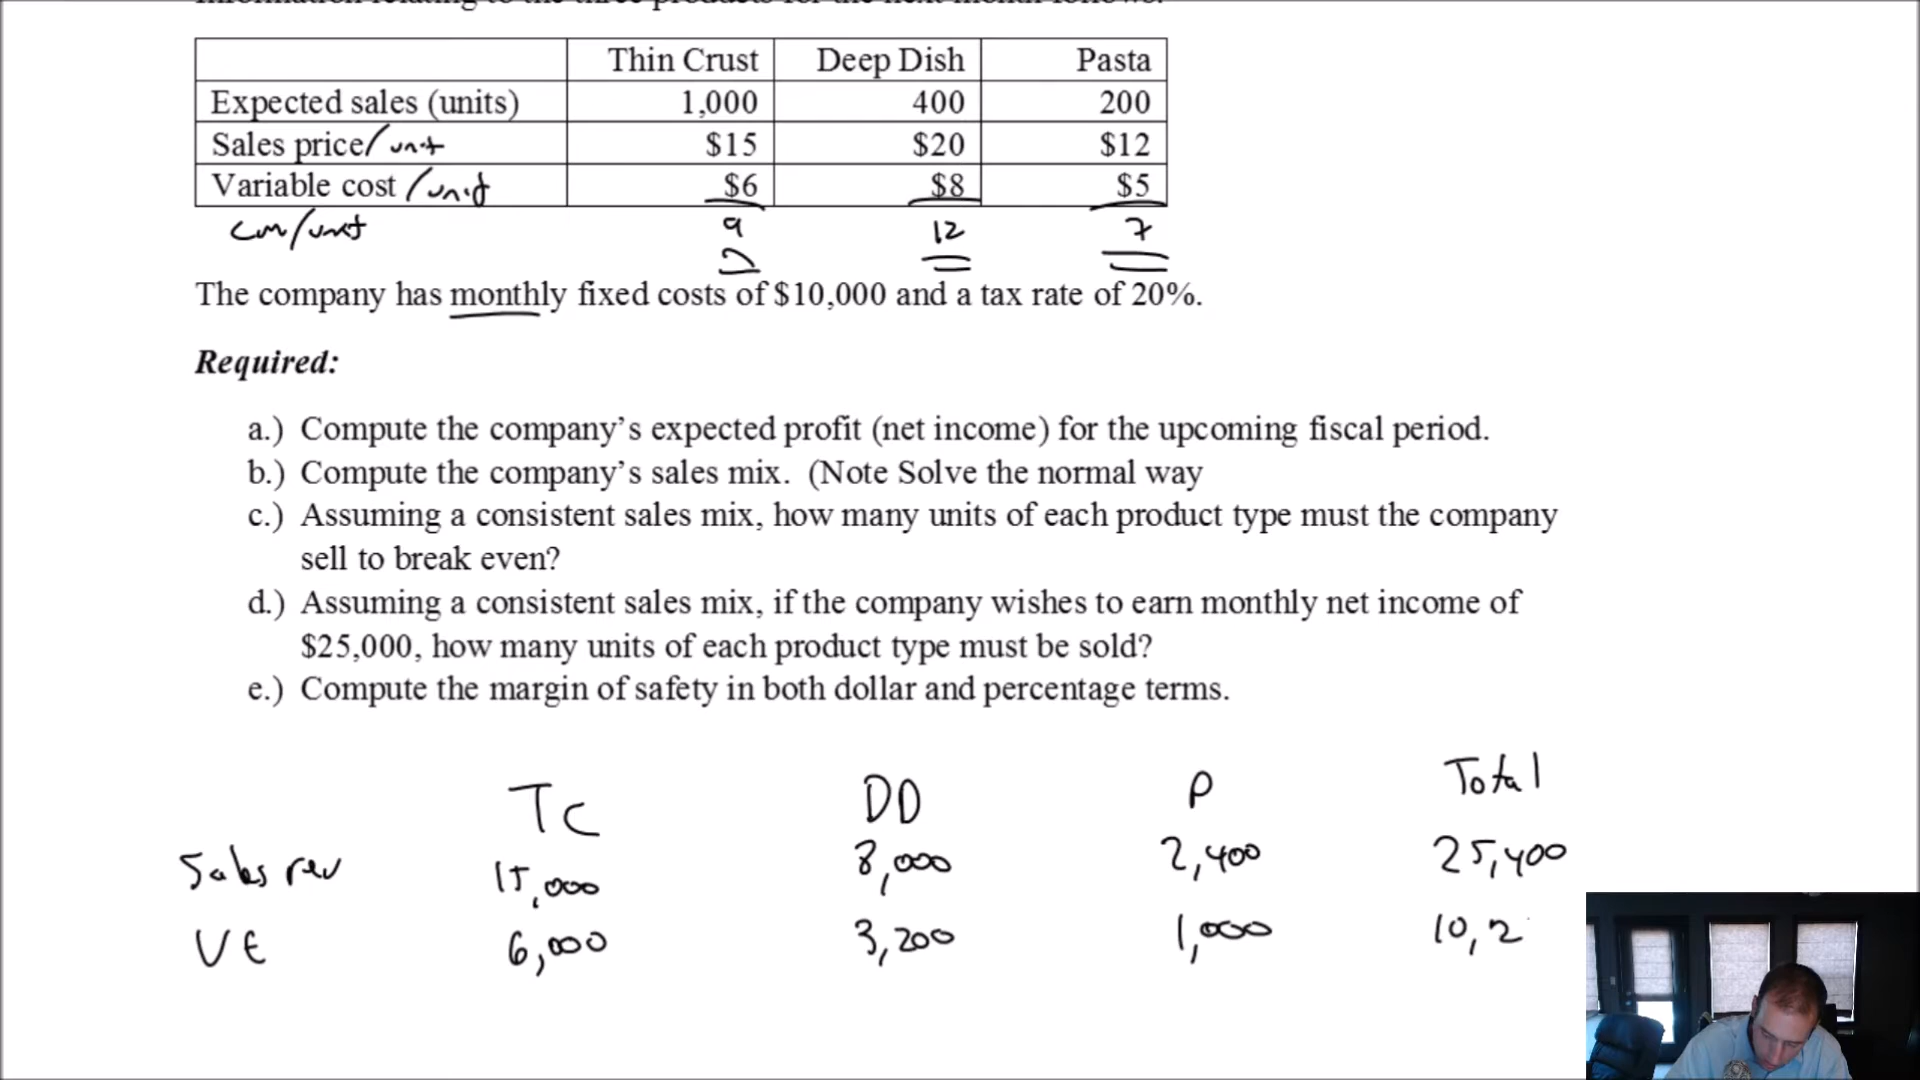 Thin Crust Deep Dish Pasta
Expected sales (units) 1,000 400 200
Sales price/unit $15 $20 $12
Variable cost/unit $6 $8 $5
cm/unit 9 12 7
The company has monthly fixed costs of $10,000 and a tax rate of 20%.
Required:
a.) Compute the company’s expected profit (net income) for the upcoming fiscal period.
b.) Compute the company’s sales mix. (Note Solve the normal way
c.) Assuming a consistent sales mix, how many units of each product type must the company
sell to break even?
d.) Assuming a consistent sales mix, if the company wishes to earn monthly net income of
$25,000, how many units of each product type must be sold?
e.) Compute the margin of safety in both dollar and percentage terms.
TC DD P Total
Sales rev 15,000 8,000 2,400 25,400
VE 6,000 3,200 1,000 10,2